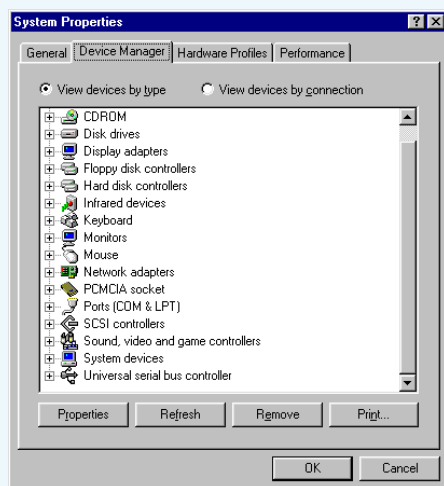 System Properties
General
Device Manager
Hardware Profiles
Performance
View devices by type
View devices by connection
CDROM
Disk drives
Display adapters
Floppy disk controllers
Hard disk controllers
Infrared devices
Keyboard
Monitors
Mouse
Network adapters
PCMCIA socket
Ports (COM & LPT)
SCSI controllers
Sound, video and game controllers
System devices
Universal serial bus controller
Properties
Refresh
Remove
Print...
OK
Cancel